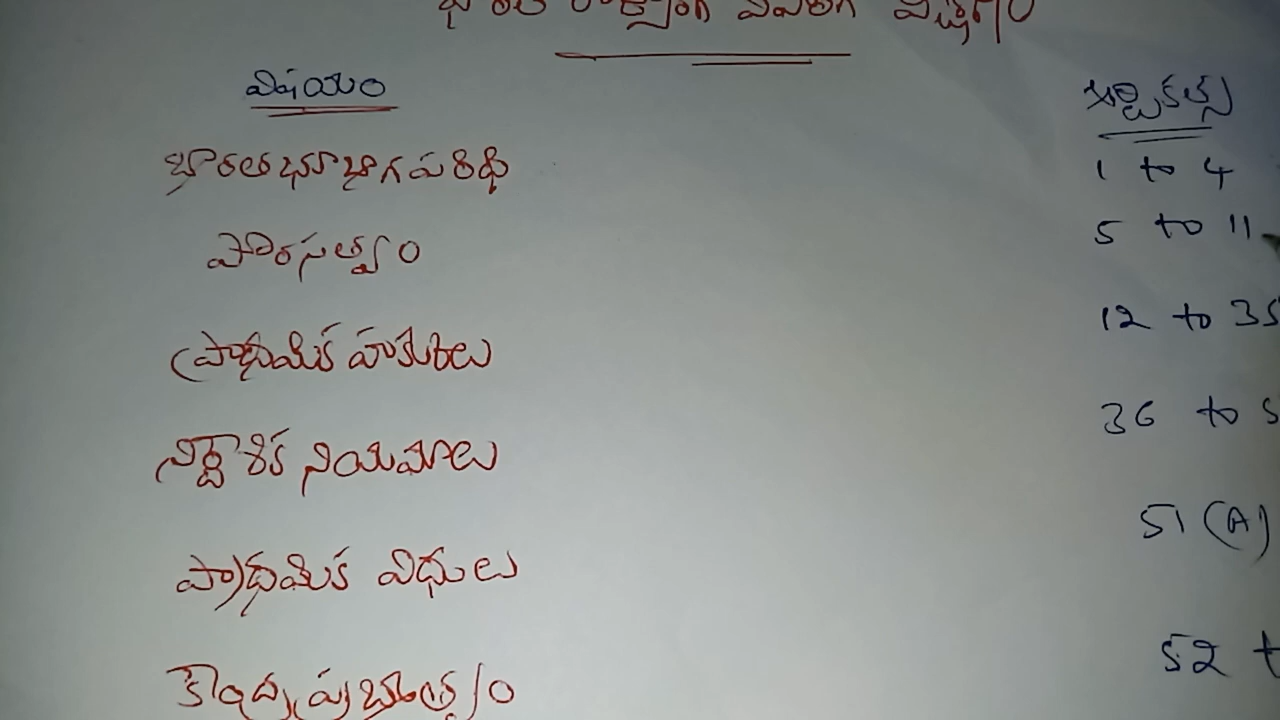 విషయం ఆర్టికల్స్
భారత భూభాగ పరిధి 1 to 4
పౌరసత్వం 5 to 11
ప్రాథమిక హక్కులు 12 to 35
నిర్దేశిక నియమాలు 36 to 5
ప్రాథమిక విధులు 51 (A)
కేంద్ర ప్రభుత్వం 52 t